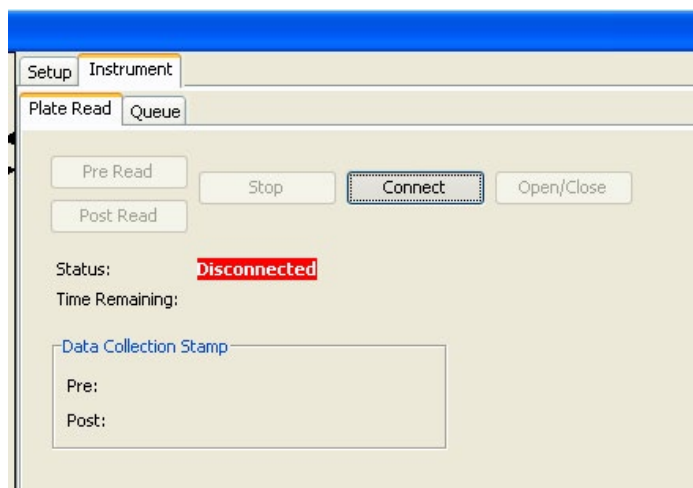 Setup Instrument
Plate Read Queue
Pre Read
Stop Connect Open/Close
Post Read
Status: Disconnected
Time Remaining:
Data Collection Stamp
Pre:
Post: